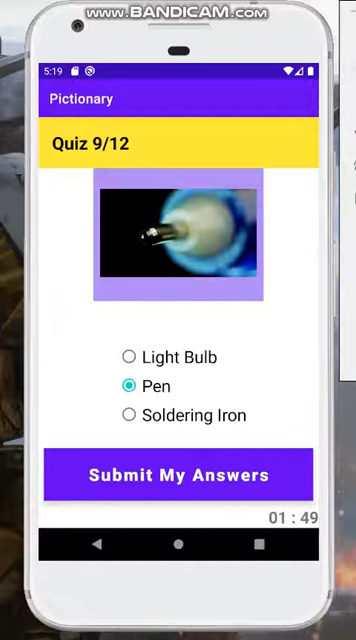 www.BANDICAM.com
5:19
Pictionary
Quiz 9/12
Light Bulb
Pen
Soldering Iron
Submit My Answers
01 : 49